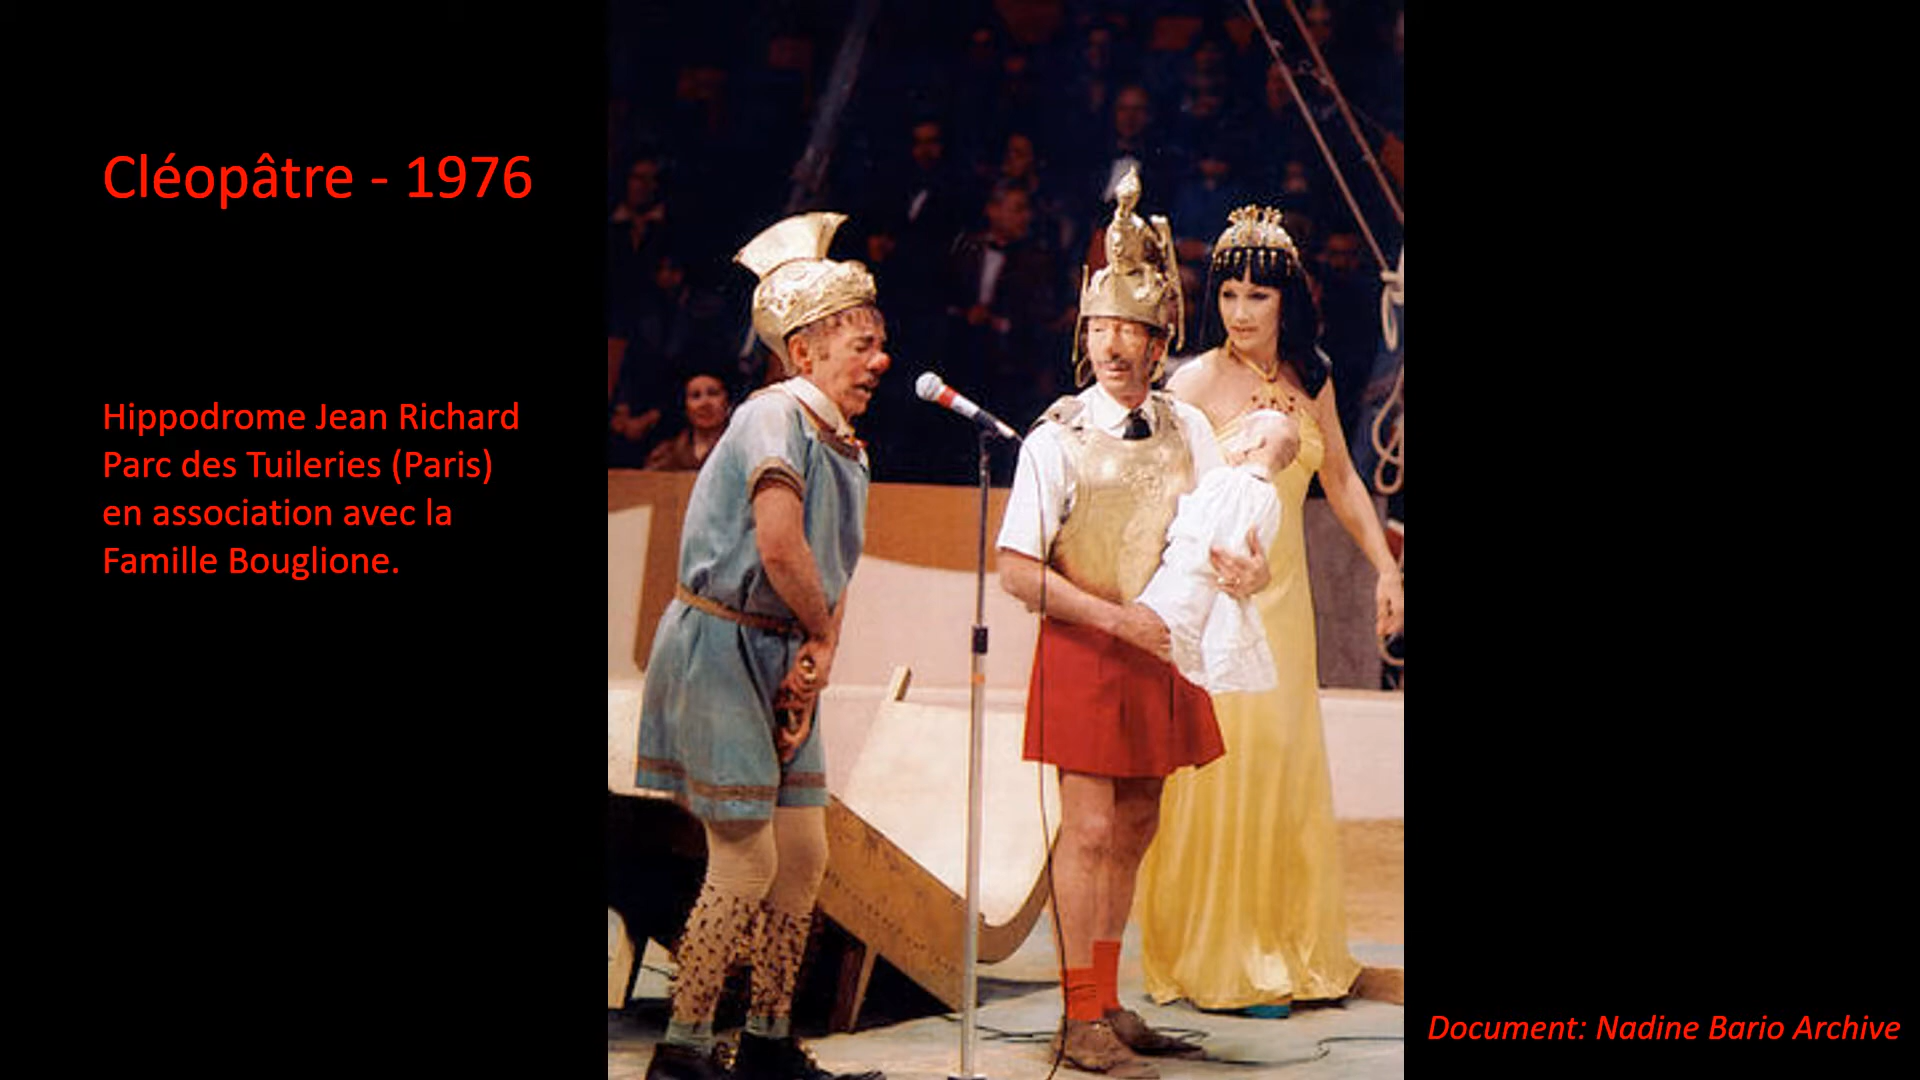 Cléopâtre - 1976
Hippodrome Jean Richard
Parc des Tuileries (Paris)
en association avec la
Famille Bouglione.
Document: Nadine Bario Archive